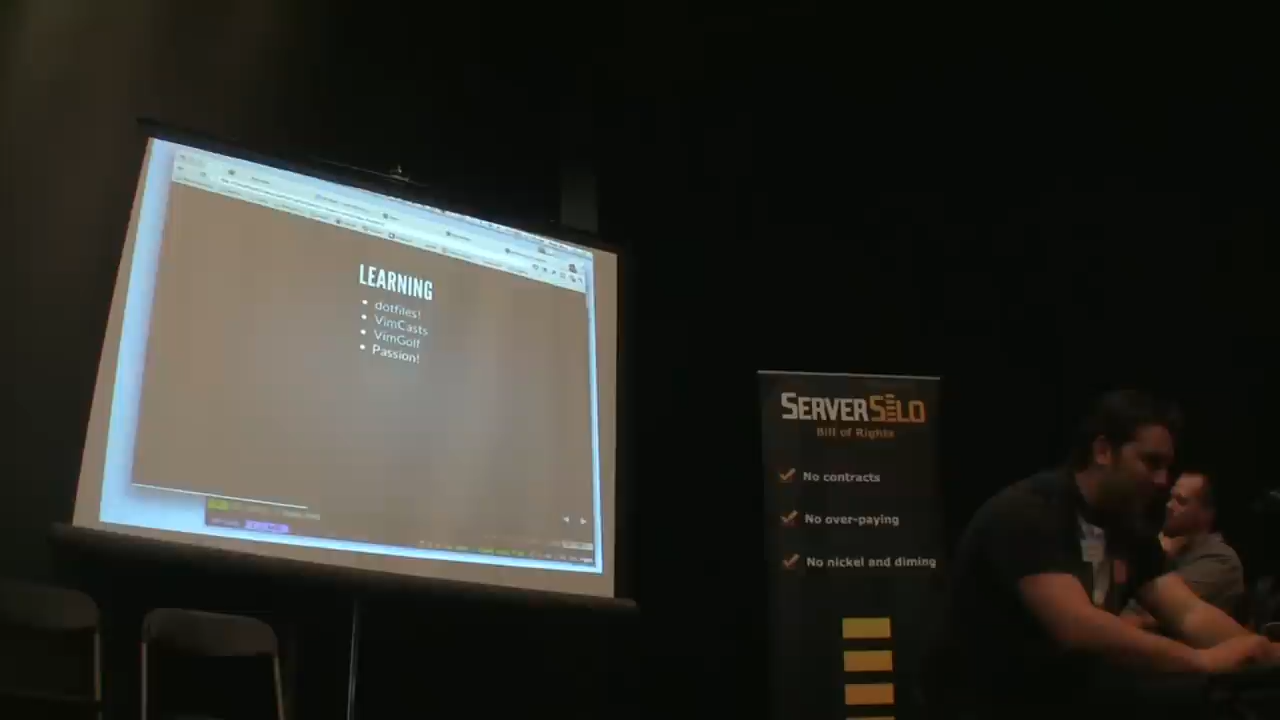 LEARNING
dotfiles!
VimCasts
VimGolf
Passion!
SERVERSILO
Bill of Rights
No contracts
No over-paying
No nickel and diming